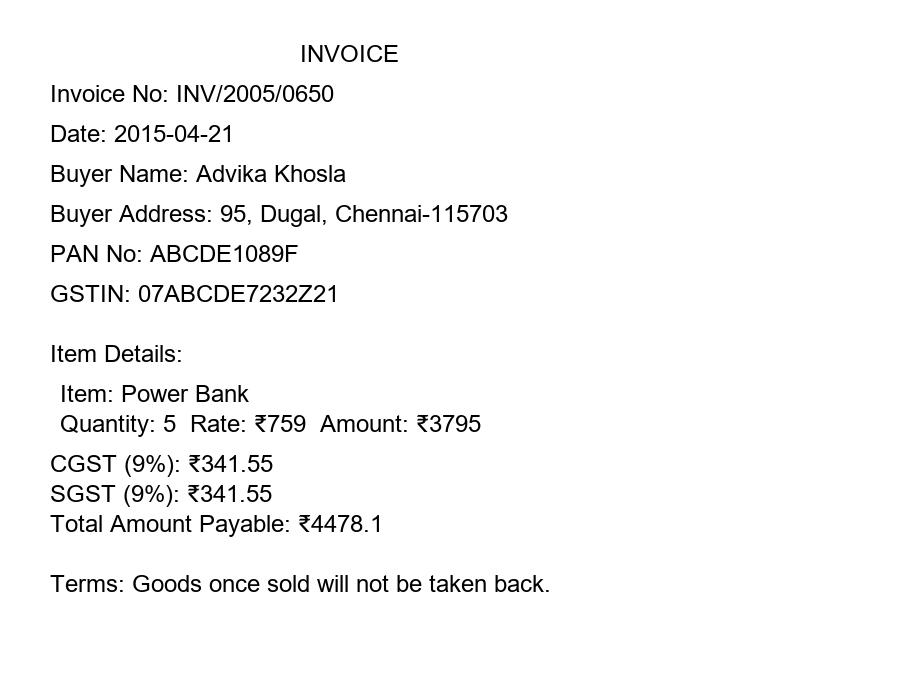 INVOICE
Invoice No: INV/2005/0650
Date: 2015-04-21
Buyer Name: Advika Khosla
Buyer Address: 95, Dugal, Chennai-115703
PAN No: ABCDE1089F
GSTIN: 07ABCDE7232Z21
Item Details:
Item: Power Bank
Quantity: 5  Rate: ₹759  Amount: ₹3795
CGST (9%): ₹341.55
SGST (9%): ₹341.55
Total Amount Payable: ₹4478.1
Terms: Goods once sold will not be taken back.